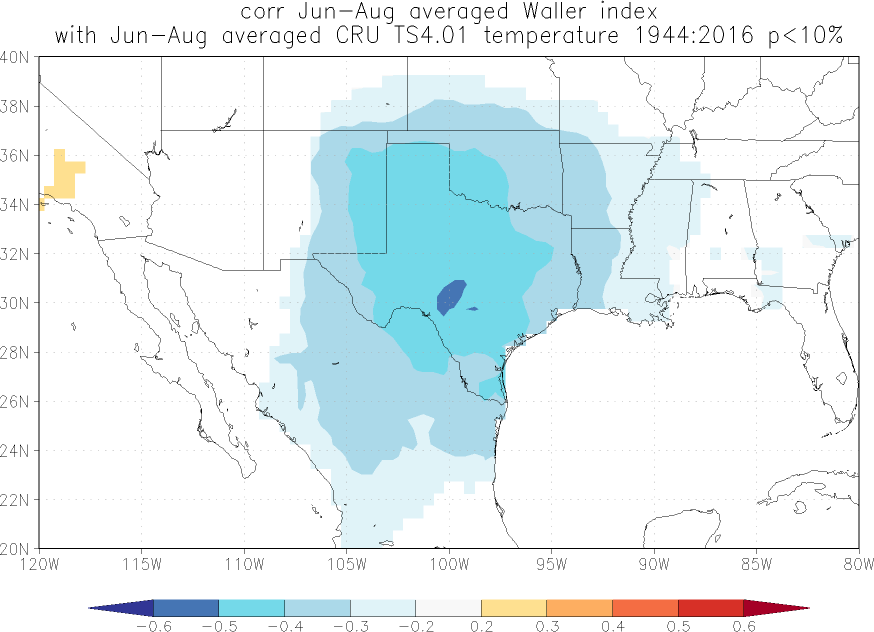 corr Jun-Aug averaged Waller index
with Jun-Aug averaged CRU TS4.01 temperature 1944:2016 p<10%
40N
38N
36N
34N
32N
30N
28N
26N
24N
22N
20N
120W 115W 110W 105W 100W 95W 90W 85W 80W
-0.6 -0.5 -0.4 -0.3 -0.2 0.2 0.3 0.4 0.5 0.6